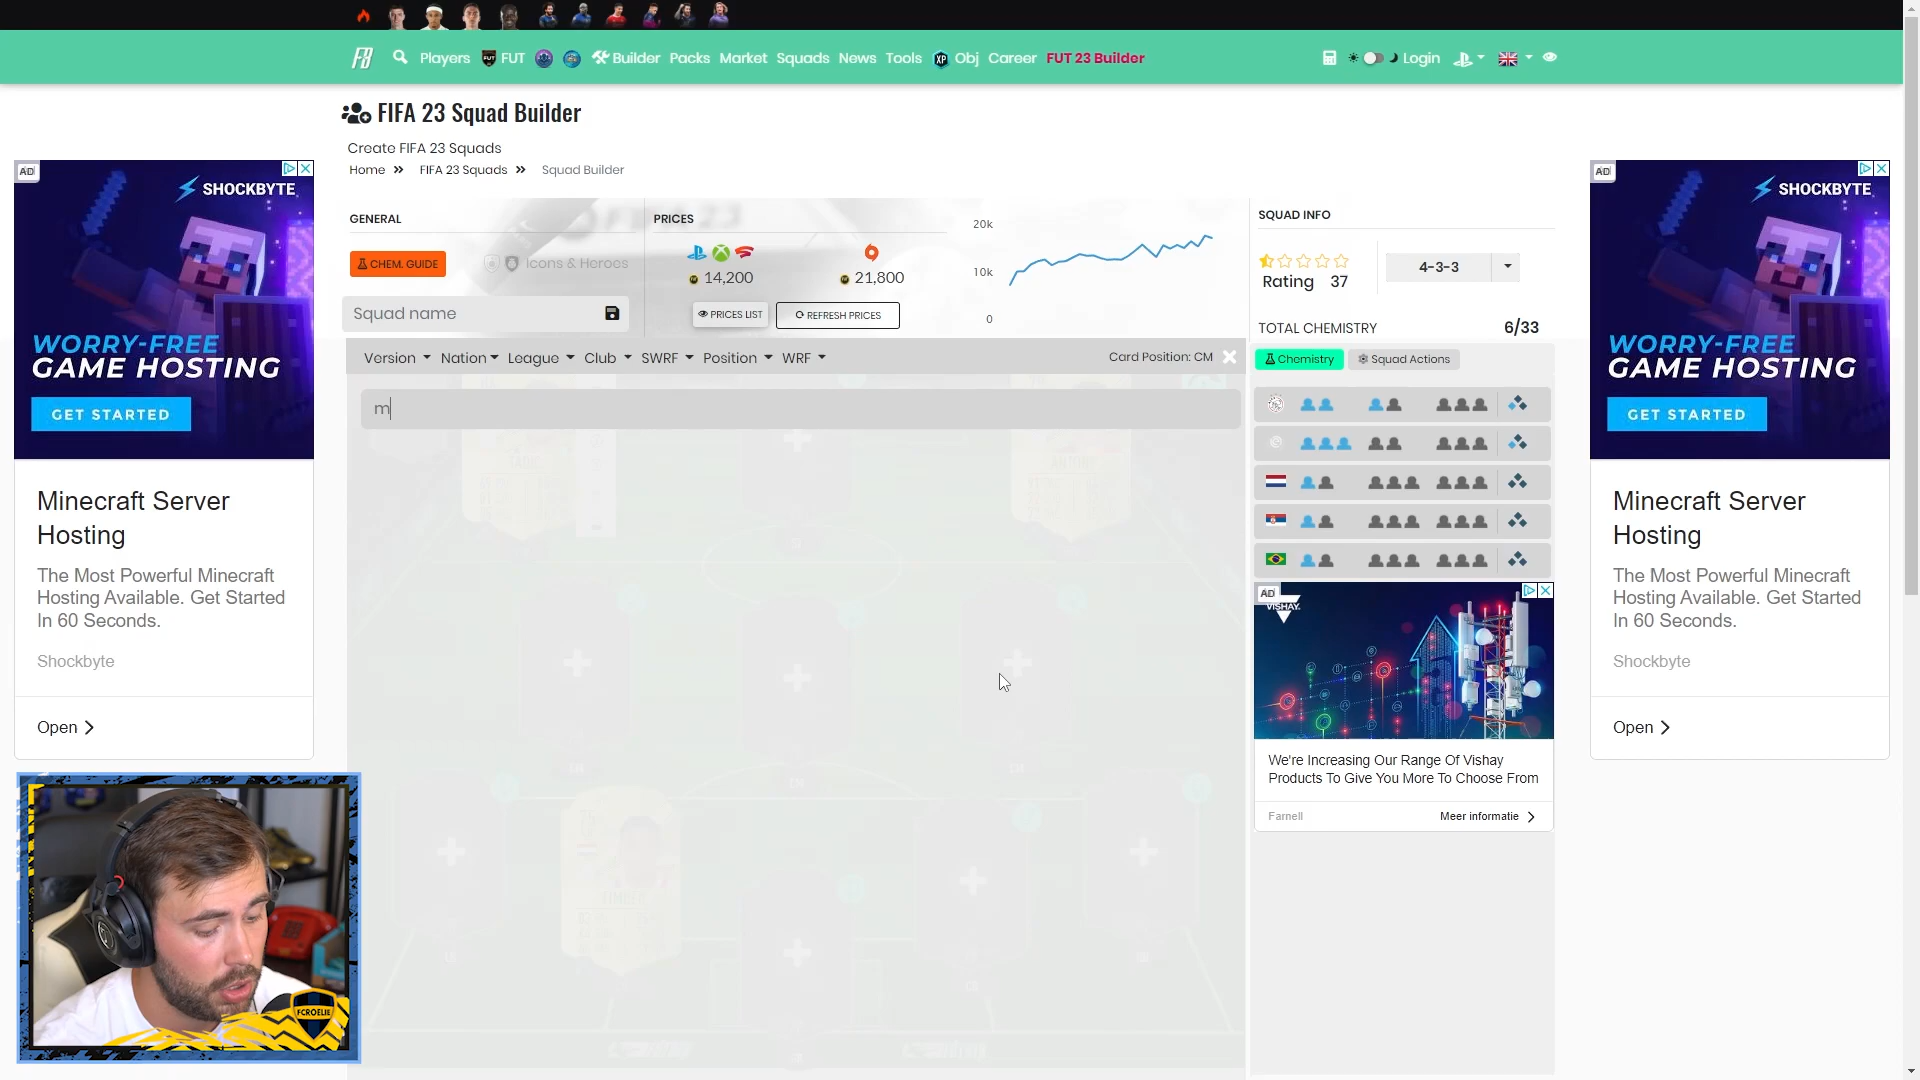 Players
FUT
Builder
Packs
Market
Squads
News
Tools
XP
Obj
Career
FUT 23 Builder
Login
FIFA 23 Squad Builder
Create FIFA 23 Squads
Home » FIFA 23 Squads » Squad Builder
GENERAL
CHEM. GUIDE
Icons & Heroes
Squad name
PRICES
14,200
21,800
PRICES LIST
REFRESH PRICES
20k
10k
0
SQUAD INFO
Rating 37
4-3-3
TOTAL CHEMISTRY 6/33
Version Nation League Club SWRF Position WRF
Card Position: CM
Chemistry
Squad Actions
m
AD
SHOCKBYTE
WORRY-FREE
GAME HOSTING
GET STARTED
Minecraft Server
Hosting
The Most Powerful Minecraft
Hosting Available. Get Started
In 60 Seconds.
Shockbyte
Open
AD
VISHAY
We're Increasing Our Range Of Vishay
Products To Give You More To Choose From
Farnell
Meer informatie
AD
SHOCKBYTE
WORRY-FREE
GAME HOSTING
GET STARTED
Minecraft Server
Hosting
The Most Powerful Minecraft
Hosting Available. Get Started
In 60 Seconds.
Shockbyte
Open
FCROELIE